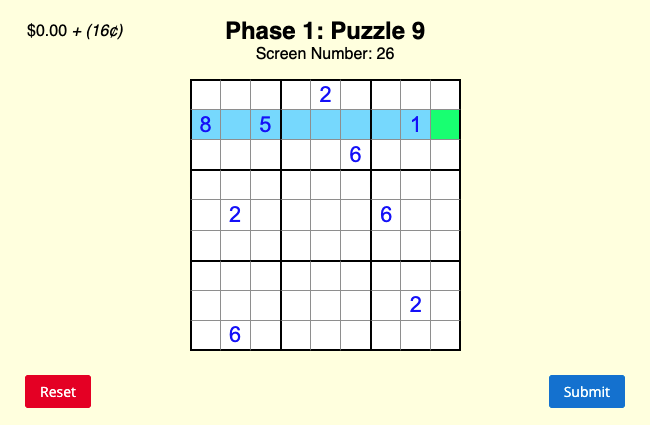 $0.00 + (16¢)
Phase 1: Puzzle 9
Screen Number: 26
2
8 5 1
6
2 6
2
6
Reset Submit